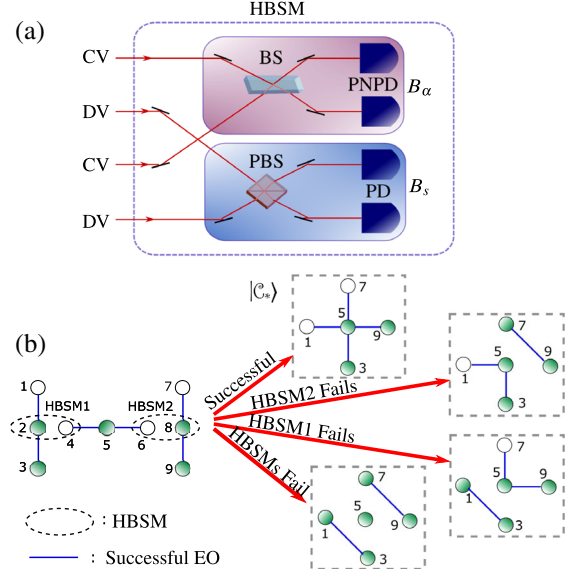 HBSM
(a)
CV
BS
PNPD
B_α
DV
CV
PBS
PD
B_s
DV
|C_*⟩
7
5
1
9
3
(b)
Successful
HBSM2 Fails
HBSM1 Fails
HBSMs Fail
1
7
HBSM1
HBSM2
2
4
5
6
8
3
9
7
5
1
9
3
7
5
1
9
3
7
5
1
9
3
: HBSM
: Successful EO